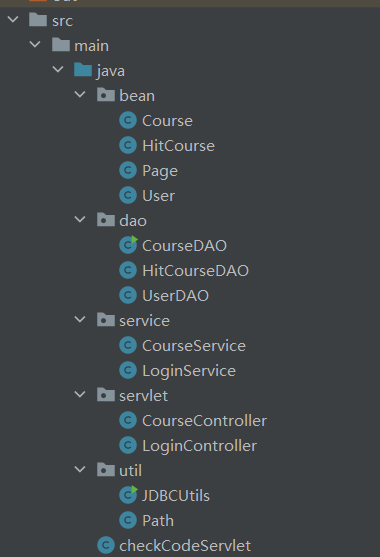 src
main
java
bean
Course
HitCourse
Page
User
dao
CourseDAO
HitCourseDAO
UserDAO
service
CourseService
LoginService
servlet
CourseController
LoginController
util
JDBCUtils
Path
checkCodeServlet